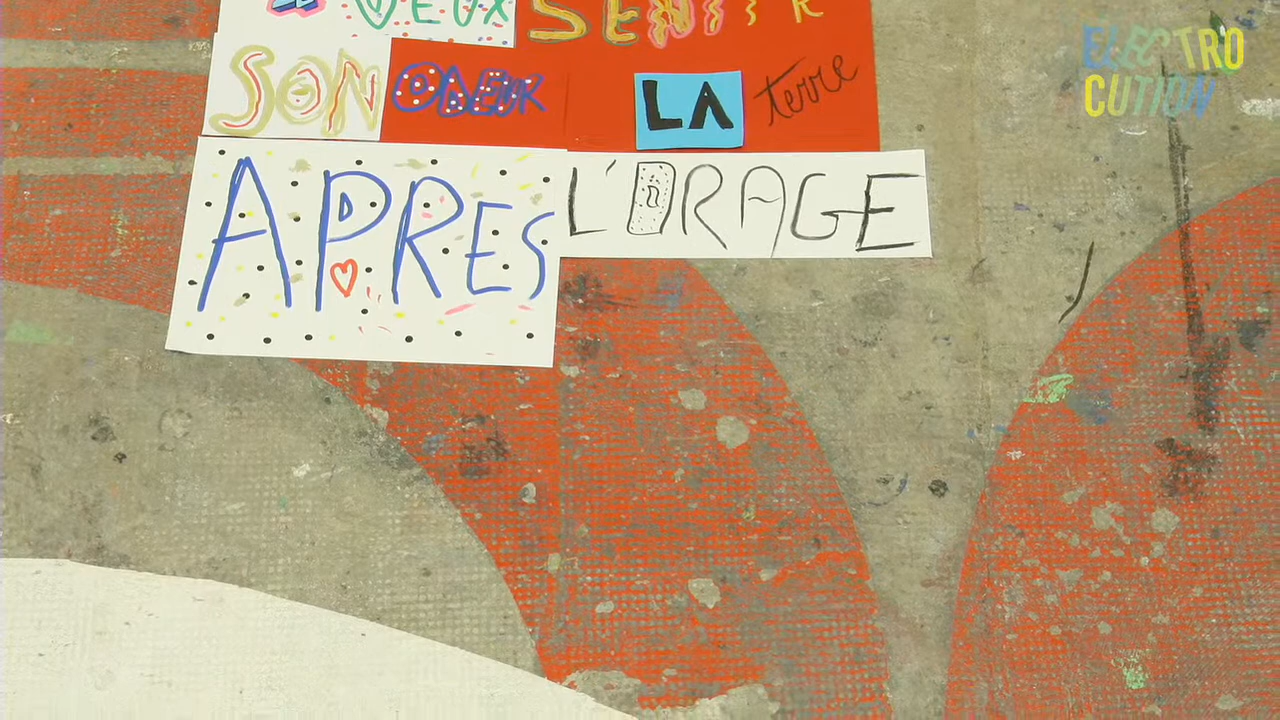 VEUX SENTIR
SON ODEUR LA terre
APRES L'ORAGE
ELECTRO
CUTION